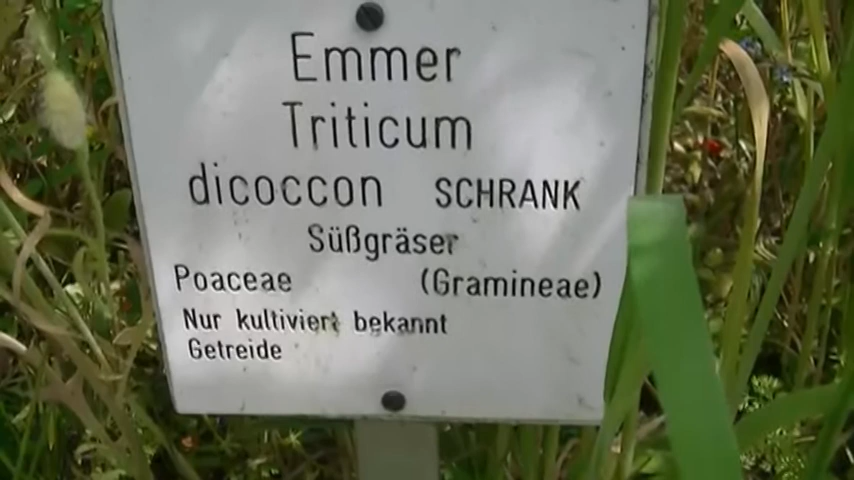 Emmer
Triticum
dicoccon SCHRANK
Süßgräser
Poaceae (Gramineae)
Nur kultiviert bekannt
Getreide